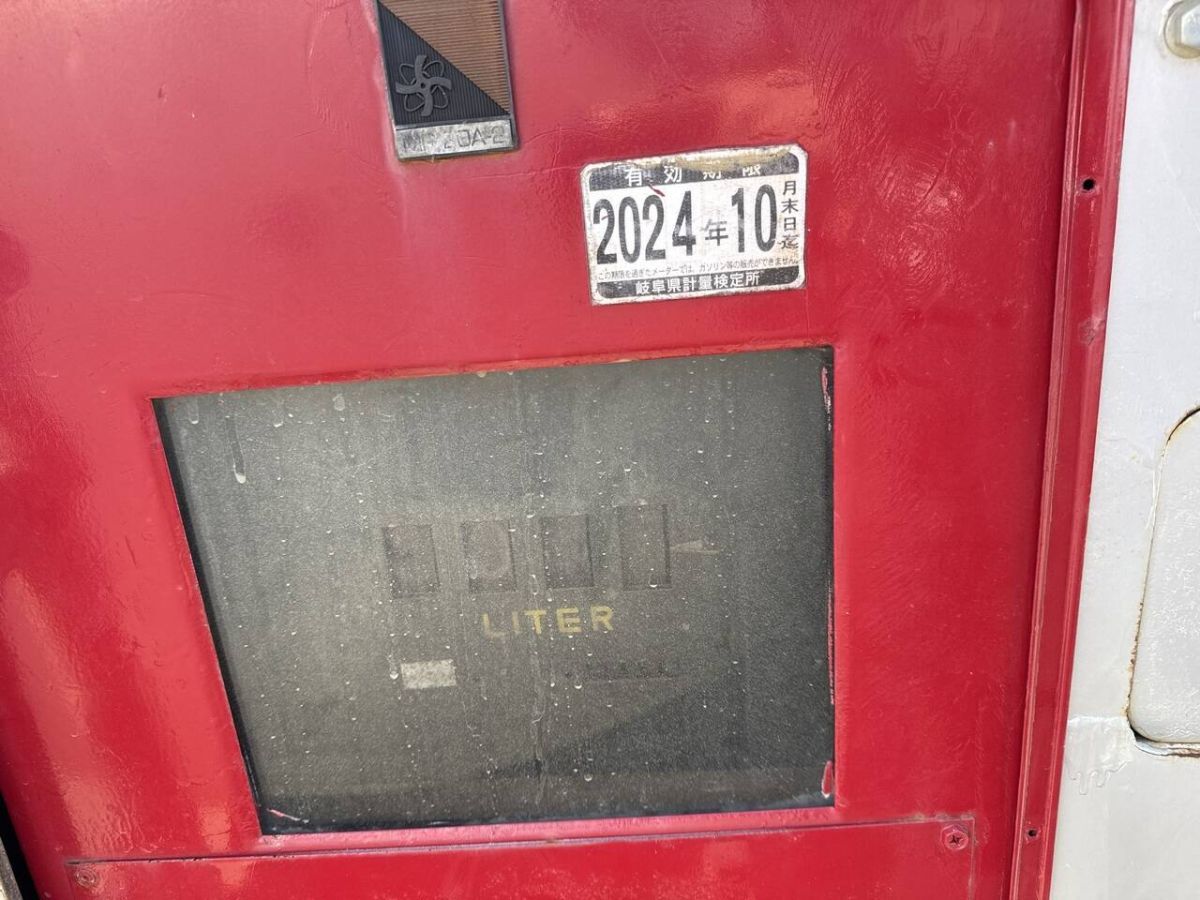 有効期限
2024年10月末日迄
この期限を過ぎたメーターでは、ガソリン等の販売ができません。
岐阜県計量検定所
LITER